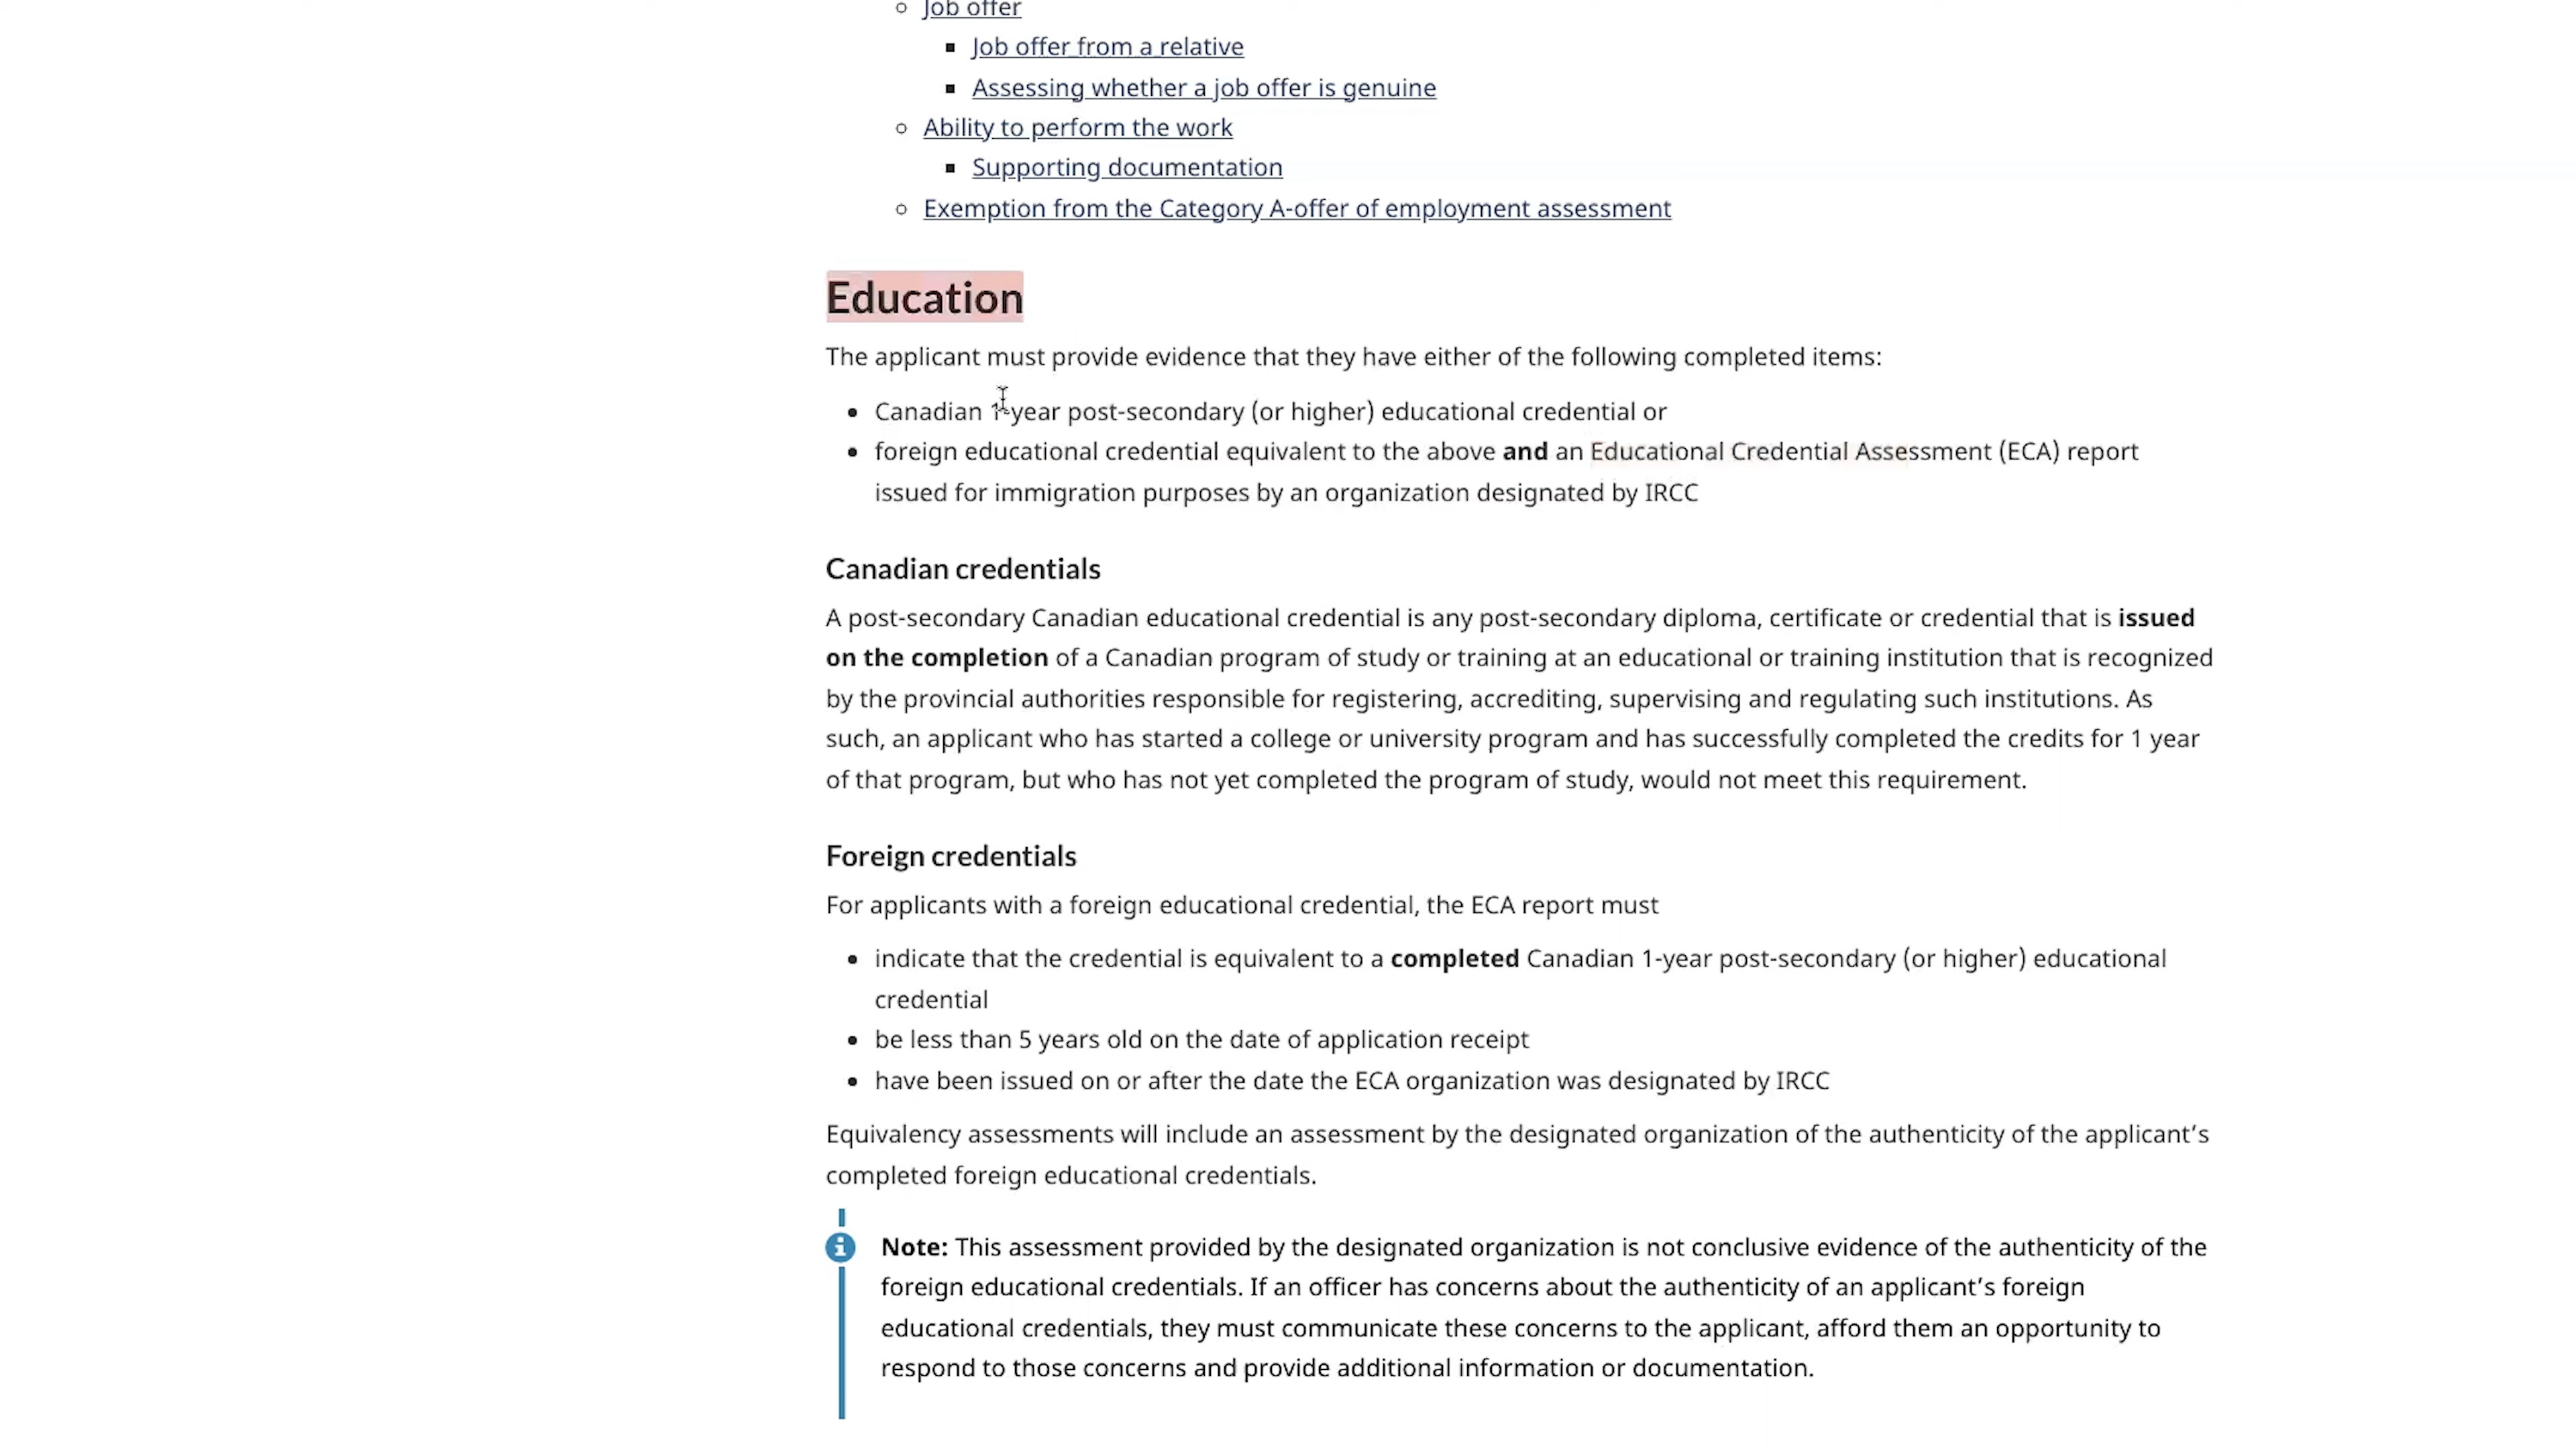 Job offer
Job offer from a relative
Assessing whether a job offer is genuine
Ability to perform the work
Supporting documentation
Exemption from the Category A-offer of employment assessment
Education
The applicant must provide evidence that they have either of the following completed items:
Canadian 1-year post-secondary (or higher) educational credential or
foreign educational credential equivalent to the above and an Educational Credential Assessment (ECA) report
issued for immigration purposes by an organization designated by IRCC
Canadian credentials
A post-secondary Canadian educational credential is any post-secondary diploma, certificate or credential that is issued
on the completion of a Canadian program of study or training at an educational or training institution that is recognized
by the provincial authorities responsible for registering, accrediting, supervising and regulating such institutions. As
such, an applicant who has started a college or university program and has successfully completed the credits for 1 year
of that program, but who has not yet completed the program of study, would not meet this requirement.
Foreign credentials
For applicants with a foreign educational credential, the ECA report must
indicate that the credential is equivalent to a completed Canadian 1-year post-secondary (or higher) educational
credential
be less than 5 years old on the date of application receipt
have been issued on or after the date the ECA organization was designated by IRCC
Equivalency assessments will include an assessment by the designated organization of the authenticity of the applicant’s
completed foreign educational credentials.
Note: This assessment provided by the designated organization is not conclusive evidence of the authenticity of the
foreign educational credentials. If an officer has concerns about the authenticity of an applicant’s foreign
educational credentials, they must communicate these concerns to the applicant, afford them an opportunity to
respond to those concerns and provide additional information or documentation.